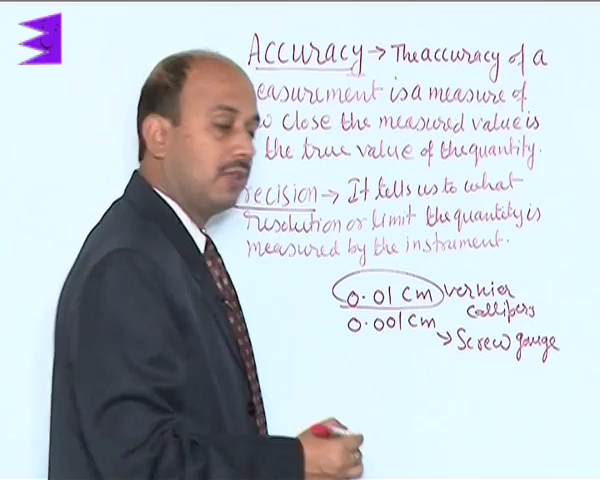 Accuracy → The accuracy of a
easurement is a measure of
close the measured value is
the true value of the quantity.
recision → It tells us to what
resolution or limit the quantity is
measured by the instrument.
0.01 cm vernier
callipers
0.001 cm
→ Screw gauge